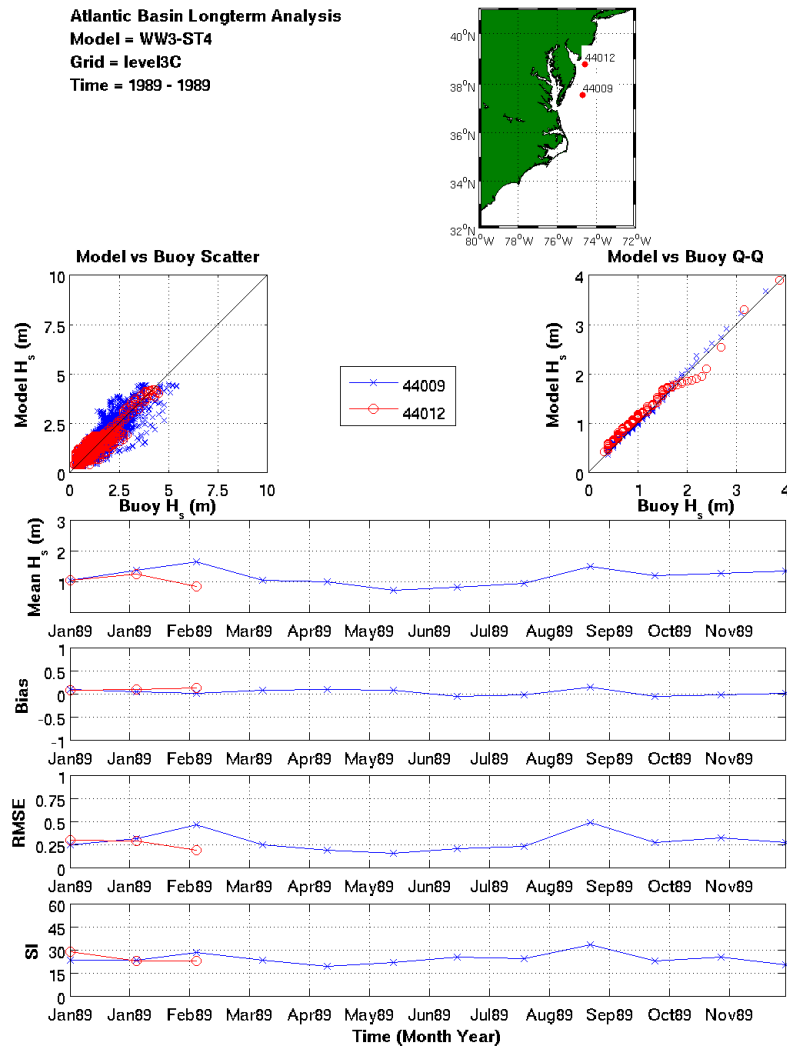 Atlantic Basin Longterm Analysis
Model = WW3-ST4
Grid = level3C
Time = 1989 - 1989
40°N
38°N
36°N
34°N
32°N
80°W 78°W 76°W 74°W 72°W
44012
44009
Model vs Buoy Scatter
10
7.5
5
2.5
0
0 2.5 5 7.5 10
Model Hs (m)
Buoy Hs (m)
44009
44012
Model vs Buoy Q-Q
4
3
2
1
0
0 1 2 3 4
Model Hs (m)
Buoy Hs (m)
Mean Hs (m)
3
2
1
Jan89 Jan89 Feb89 Mar89 Apr89 May89 Jun89 Jul89 Aug89 Sep89 Oct89 Nov89
Bias
1
0.5
0
-0.5
-1
Jan89 Jan89 Feb89 Mar89 Apr89 May89 Jun89 Jul89 Aug89 Sep89 Oct89 Nov89
RMSE
1
0.75
0.5
0.25
0
Jan89 Jan89 Feb89 Mar89 Apr89 May89 Jun89 Jul89 Aug89 Sep89 Oct89 Nov89
SI
60
45
30
15
0
Jan89 Jan89 Feb89 Mar89 Apr89 May89 Jun89 Jul89 Aug89 Sep89 Oct89 Nov89
Time (Month Year)